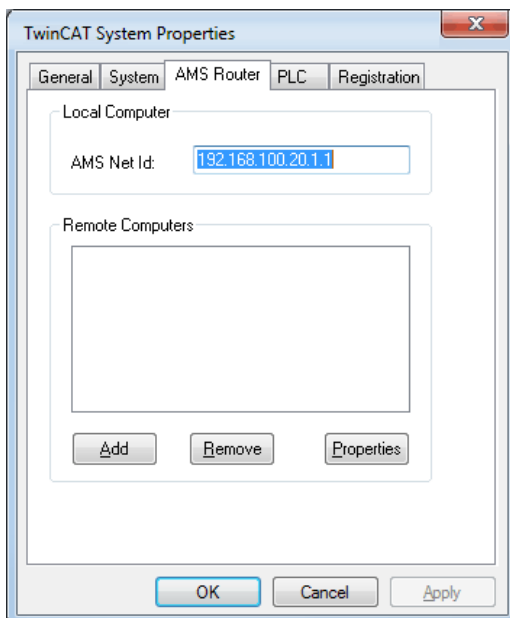 TwinCAT System Properties
General System AMS Router PLC Registration
Local Computer
AMS Net Id: 192.168.100.20.1.1
Remote Computers
Add Remove Properties
OK Cancel Apply